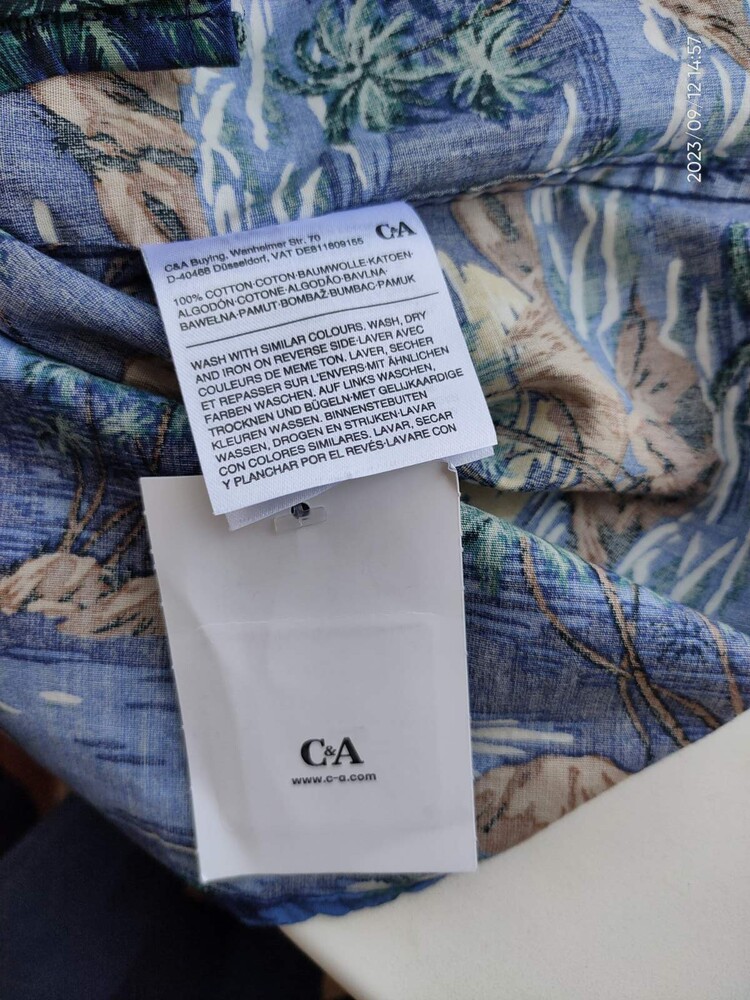 2023/09/12 14:57
C&A
C&A Buying, Wanheimer Str. 70
D-40468 Düsseldorf, VAT DE811809155
100% COTTON·COTON·BAUMWOLLE·KATOEN·
ALGODÓN·COTONE·ALGODÃO·BAVLNA·
BAWEŁNA·PAMUT·BOMBAŽ·BUMBAC·PAMUK
WASH WITH SIMILAR COLOURS. WASH, DRY
AND IRON ON REVERSE SIDE·LAVER AVEC
COULEURS DE MEME TON. LAVER, SECHER
ET REPASSER SUR L'ENVERS·MIT ÄHNLICHEN
FARBEN WASCHEN. AUF LINKS WASCHEN,
TROCKNEN UND BÜGELN·MET GELIJKAARDIGE
KLEUREN WASSEN. BINNENSTEBUITEN
WASSEN, DROGEN EN STRIJKEN·LAVAR
CON COLORES SIMILARES. LAVAR, SECAR
Y PLANCHAR POR EL REVÉS·LAVARE CON
C&A
www.c-a.com